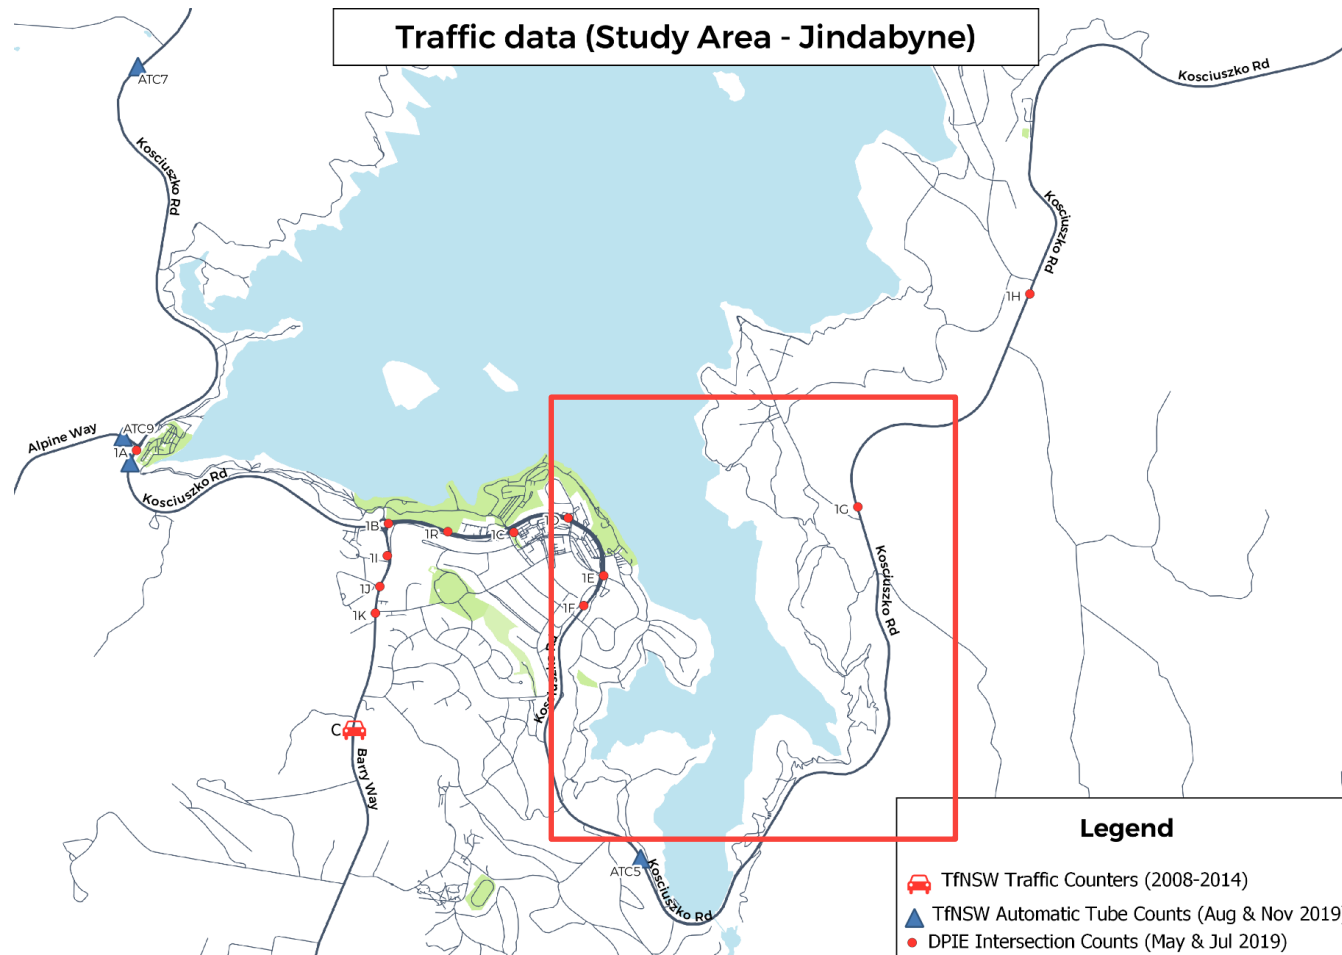 Traffic data (Study Area - Jindabyne)
Kosciuszko Rd
ATC7
Kosciuszko Rd
Kosciuszko Rd
1H
Alpine Way
ATC9
1A
Kosciuszko Rd
1B
1R
1C
1D
1G
1I
1E
1J
1F
1K
Kosciuszko Rd
C
Barry Way
ATC5
Kosciuszko Rd
Legend
TfNSW Traffic Counters (2008-2014)
TfNSW Automatic Tube Counts (Aug & Nov 2019)
DPIE Intersection Counts (May & Jul 2019)